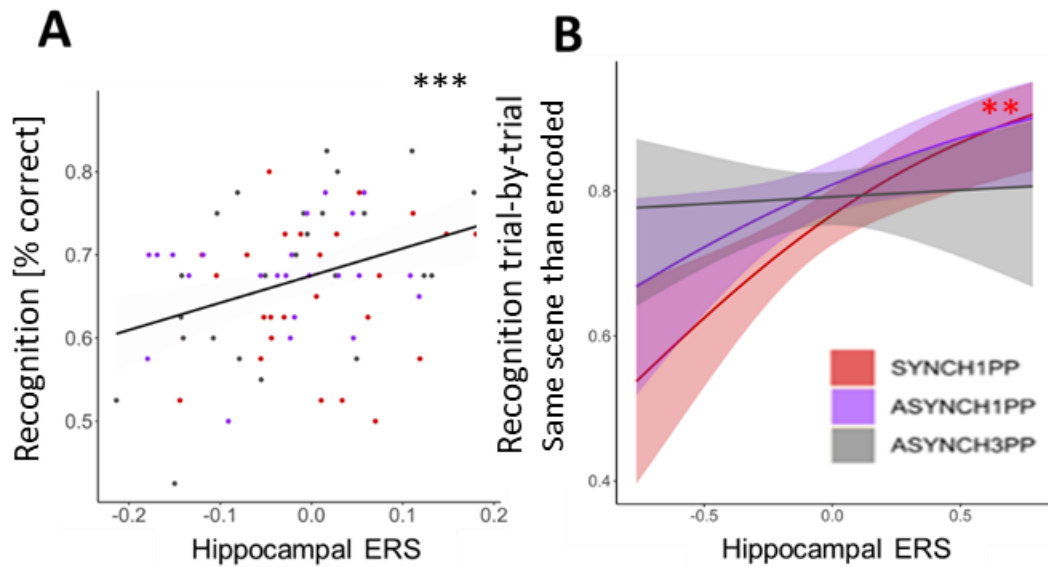 A
***
Recognition [% correct]
0.8
0.7
0.6
0.5
-0.2
-0.1
0.0
0.1
0.2
Hippocampal ERS
B
**
Recognition trial-by-trial
Same scene than encoded
0.8
0.6
0.4
-0.5
0.0
0.5
Hippocampal ERS
SYNCH1PP
ASYNCH1PP
ASYNCH3PP